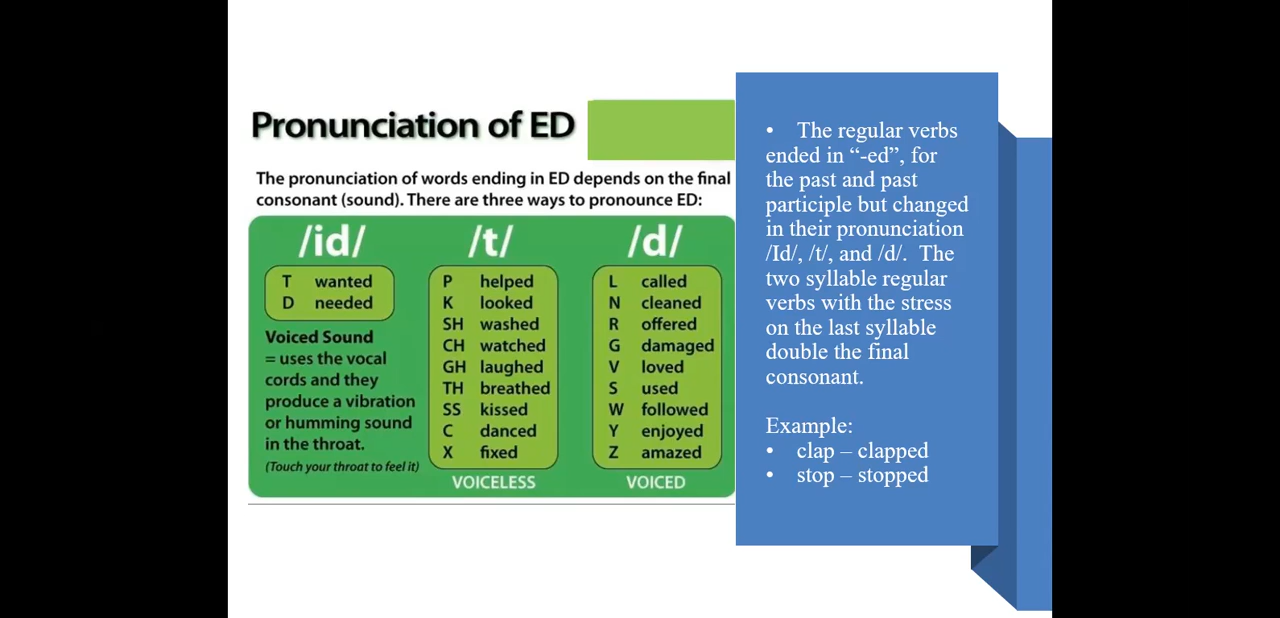 Pronunciation of ED
The pronunciation of words ending in ED depends on the final
consonant (sound). There are three ways to pronounce ED:
/id/
T wanted
D needed
Voiced Sound
= uses the vocal
cords and they
produce a vibration
or humming sound
in the throat.
(Touch your throat to feel it)
/t/
P helped
K looked
SH washed
CH watched
GH laughed
TH breathed
SS kissed
C danced
X fixed
VOICELESS
/d/
L called
N cleaned
R offered
G damaged
V loved
S used
W followed
Y enjoyed
Z amazed
VOICED
• The regular verbs
ended in “-ed”, for
the past and past
participle but changed
in their pronunciation
/Id/, /t/, and /d/. The
two syllable regular
verbs with the stress
on the last syllable
double the final
consonant.
Example:
• clap – clapped
• stop – stopped